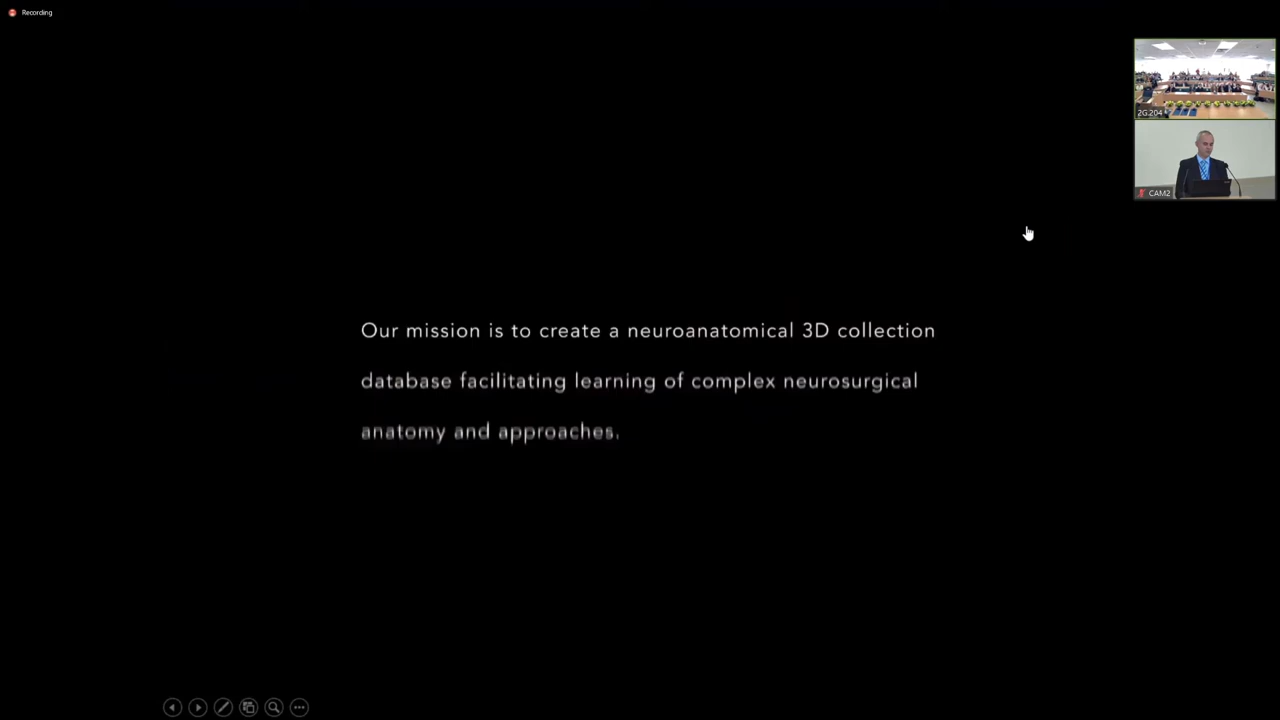 Recording
2G.204
CAM2
Our mission is to create a neuroanatomical 3D collection
database facilitating learning of complex neurosurgical
anatomy and approaches.